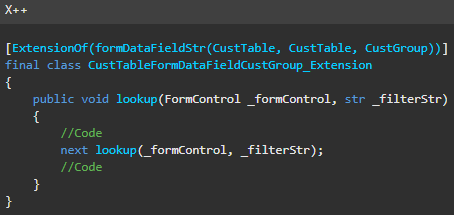 X++
[ExtensionOf(formDataFieldStr(CustTable, CustTable, CustGroup))]
final class CustTableFormDataFieldCustGroup_Extension
{
    public void lookup(FormControl _formControl, str _filterStr)
    {
        //Code
        next lookup(_formControl, _filterStr);
        //Code
    }
}